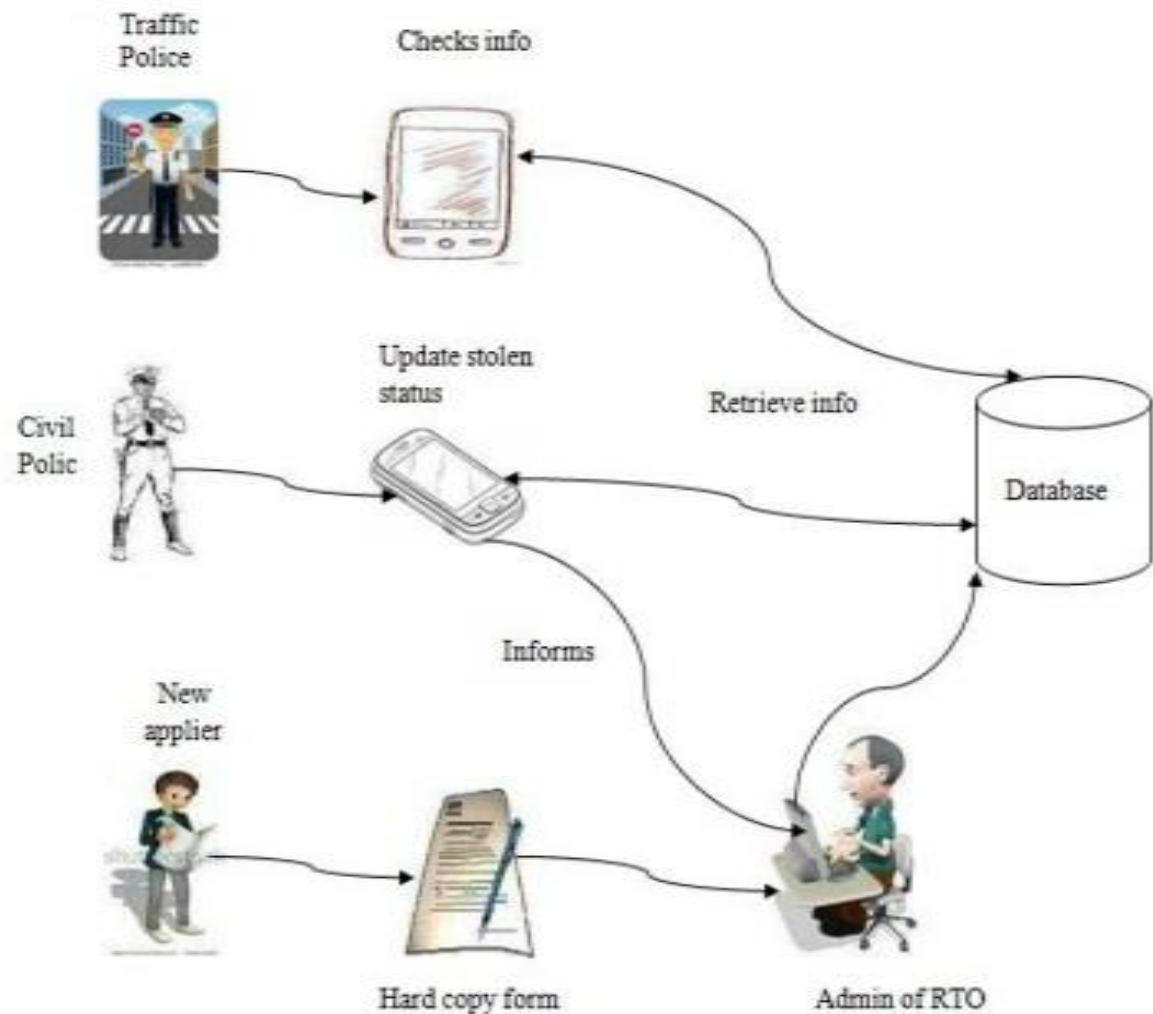 Traffic
Police
Checks info
Update stolen
status
Civil
Polic
Retrieve info
Database
Informs
New
applier
Hard copy form
Admin of RTO